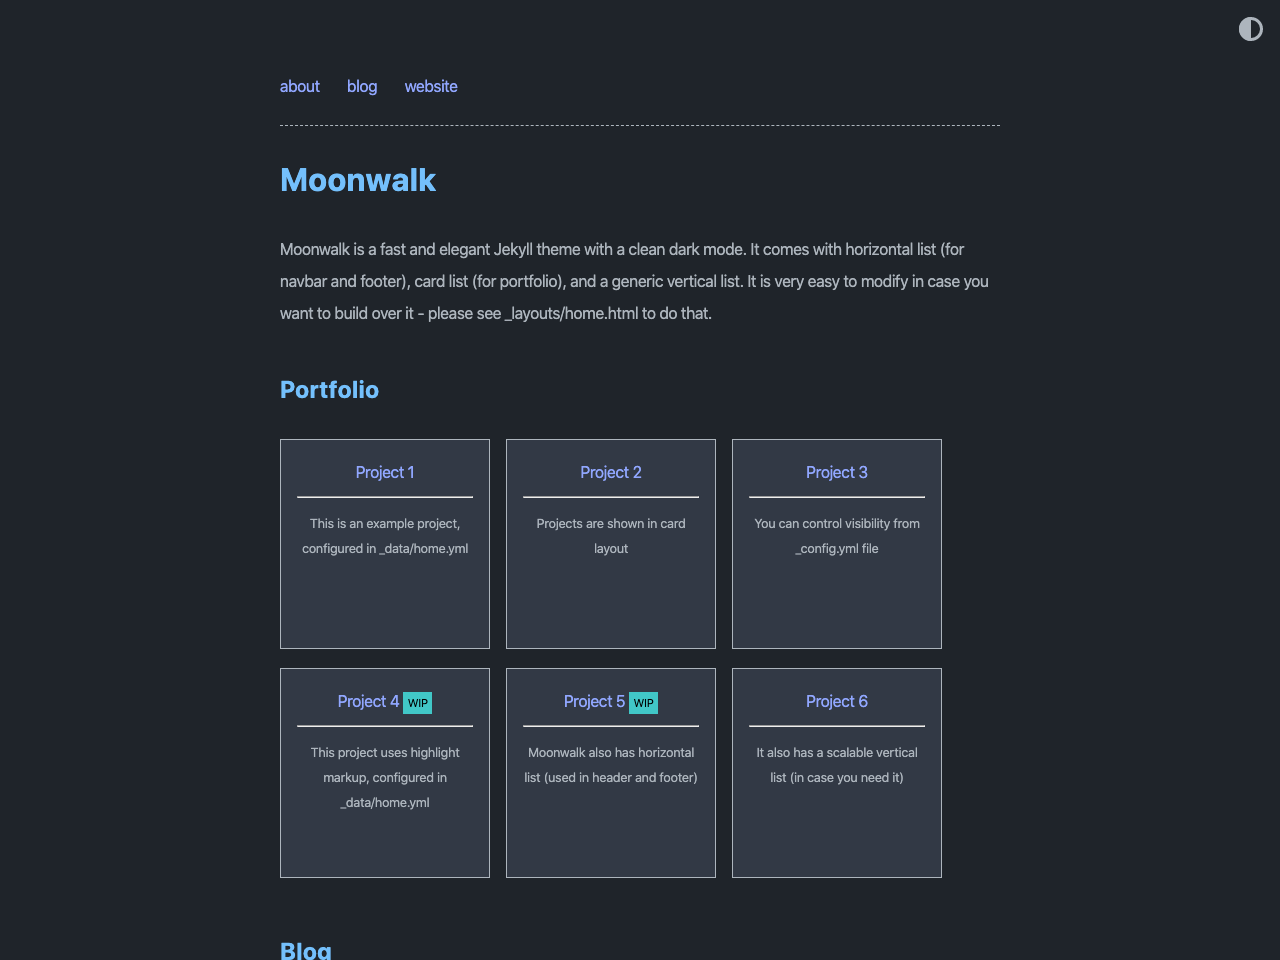 about blog website
Moonwalk
Moonwalk is a fast and elegant Jekyll theme with a clean dark mode. It comes with horizontal list (for
navbar and footer), card list (for portfolio), and a generic vertical list. It is very easy to modify in case you
want to build over it - please see _layouts/home.html to do that.
Portfolio
Project 1
This is an example project,
configured in _data/home.yml
Project 2
Projects are shown in card
layout
Project 3
You can control visibility from
_config.yml file
Project 4 WIP
This project uses highlight
markup, configured in
_data/home.yml
Project 5 WIP
Moonwalk also has horizontal
list (used in header and footer)
Project 6
It also has a scalable vertical
list (in case you need it)
Blog